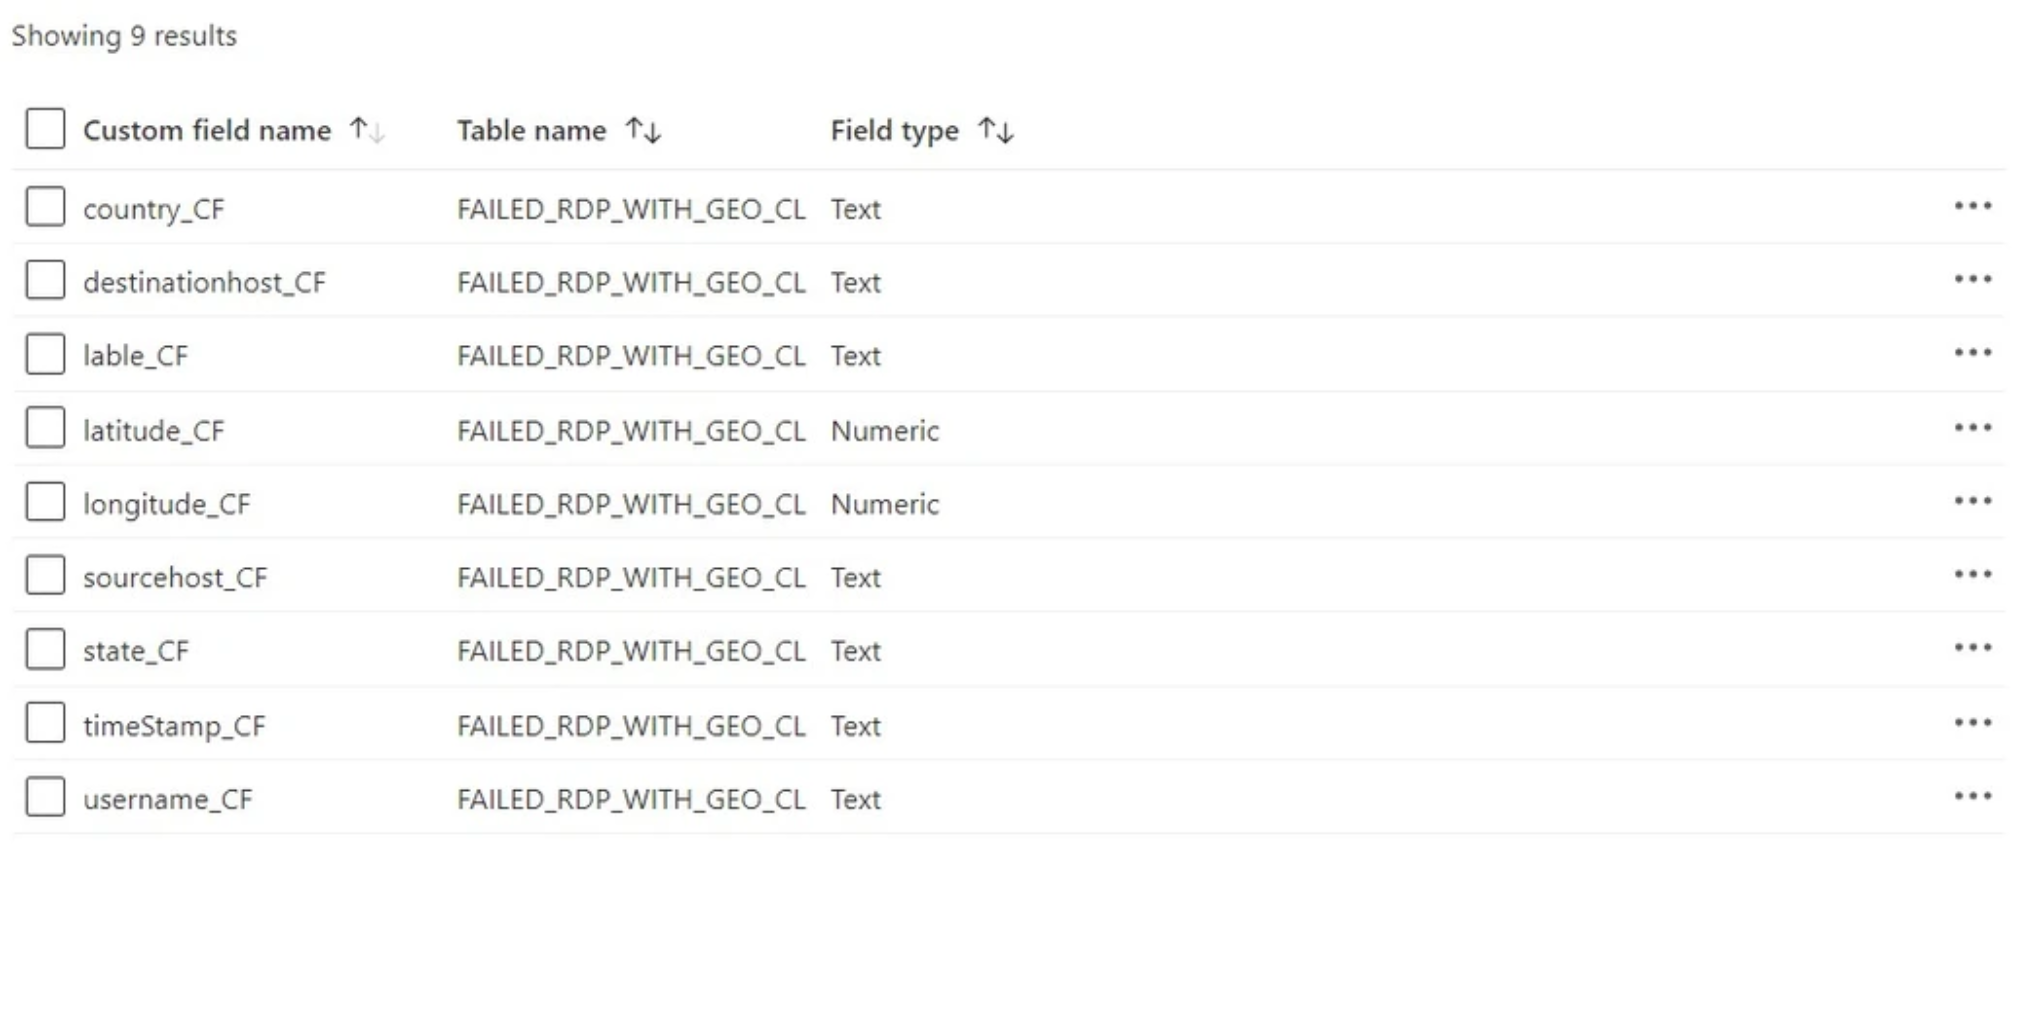 Showing 9 results
Custom field name ↑↓ Table name ↑↓ Field type ↑↓
country_CF FAILED_RDP_WITH_GEO_CL Text ...
destinationhost_CF FAILED_RDP_WITH_GEO_CL Text ...
lable_CF FAILED_RDP_WITH_GEO_CL Text ...
latitude_CF FAILED_RDP_WITH_GEO_CL Numeric ...
longitude_CF FAILED_RDP_WITH_GEO_CL Numeric ...
sourcehost_CF FAILED_RDP_WITH_GEO_CL Text ...
state_CF FAILED_RDP_WITH_GEO_CL Text ...
timeStamp_CF FAILED_RDP_WITH_GEO_CL Text ...
username_CF FAILED_RDP_WITH_GEO_CL Text ...